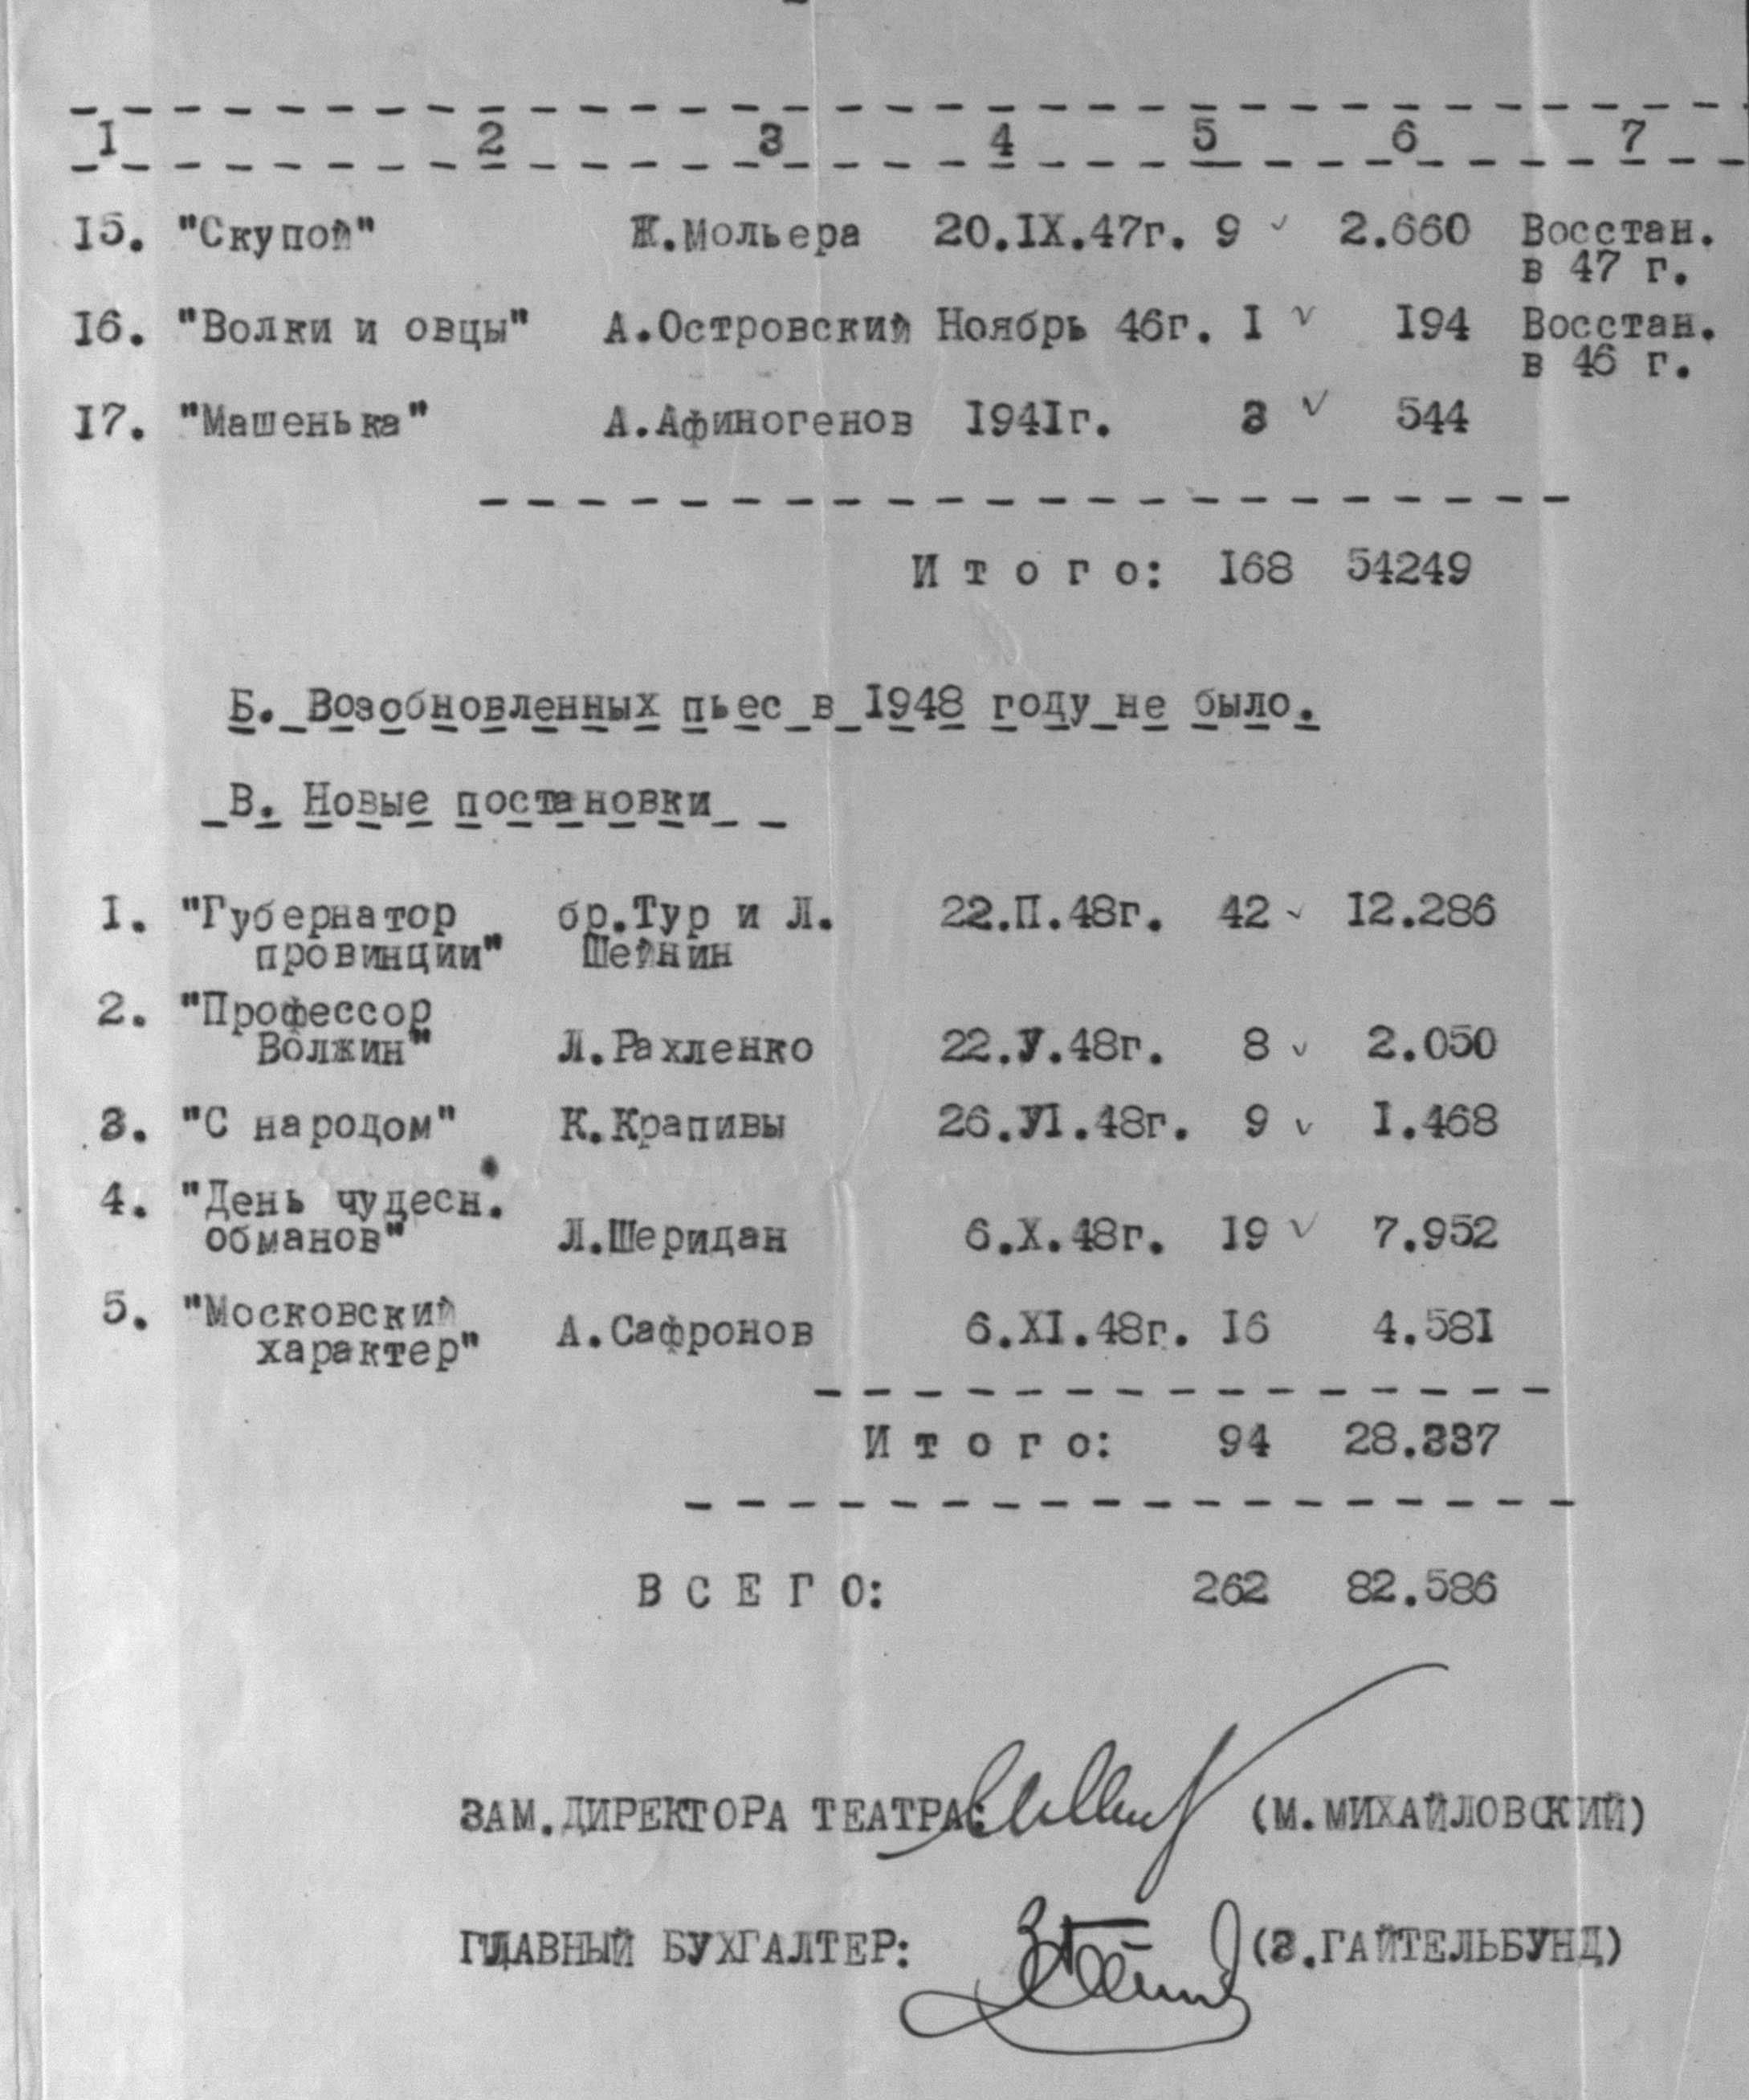 1 2 3 4 5 6 7
15. "Скупой" Ж.Мольера 20.IX.47г. 9 ✓ 2.660 Восстан.
в 47 г.
16. "Волки и овцы" А.Островский Ноябрь 46г. I ✓ 194 Восстан.
в 46 г.
17. "Машенька" А.Афиногенов 1941г. 3 ✓ 544
И т о г о: 168 54249
Б. Возобновленных пьес в 1948 году не было.
В. Новые постановки
1. "Губернатор бр.Тур и Л. 22.П.48г. 42 ✓ 12.286
провинции" Шейнин
2. "Профессор
Волжин" Л.Рахленко 22.У.48г. 8 ✓ 2.050
3. "С народом" К.Крапивы 26.УI.48г. 9 ✓ 1.468
4. "День чудесн.
обманов" Л.Шеридан 6.Х.48г. 19 ✓ 7.952
5. "Московский
характер" А.Сафронов 6.XI.48г. 16 4.581
И т о г о: 94 28.337
В С Е Г О: 262 82.586
ЗАМ.ДИРЕКТОРА ТЕАТРА: (М.МИХАЙЛОВСКИЙ)
ГЛАВНЫЙ БУХГАЛТЕР: (З.ГАЙТЕЛЬБУНД)